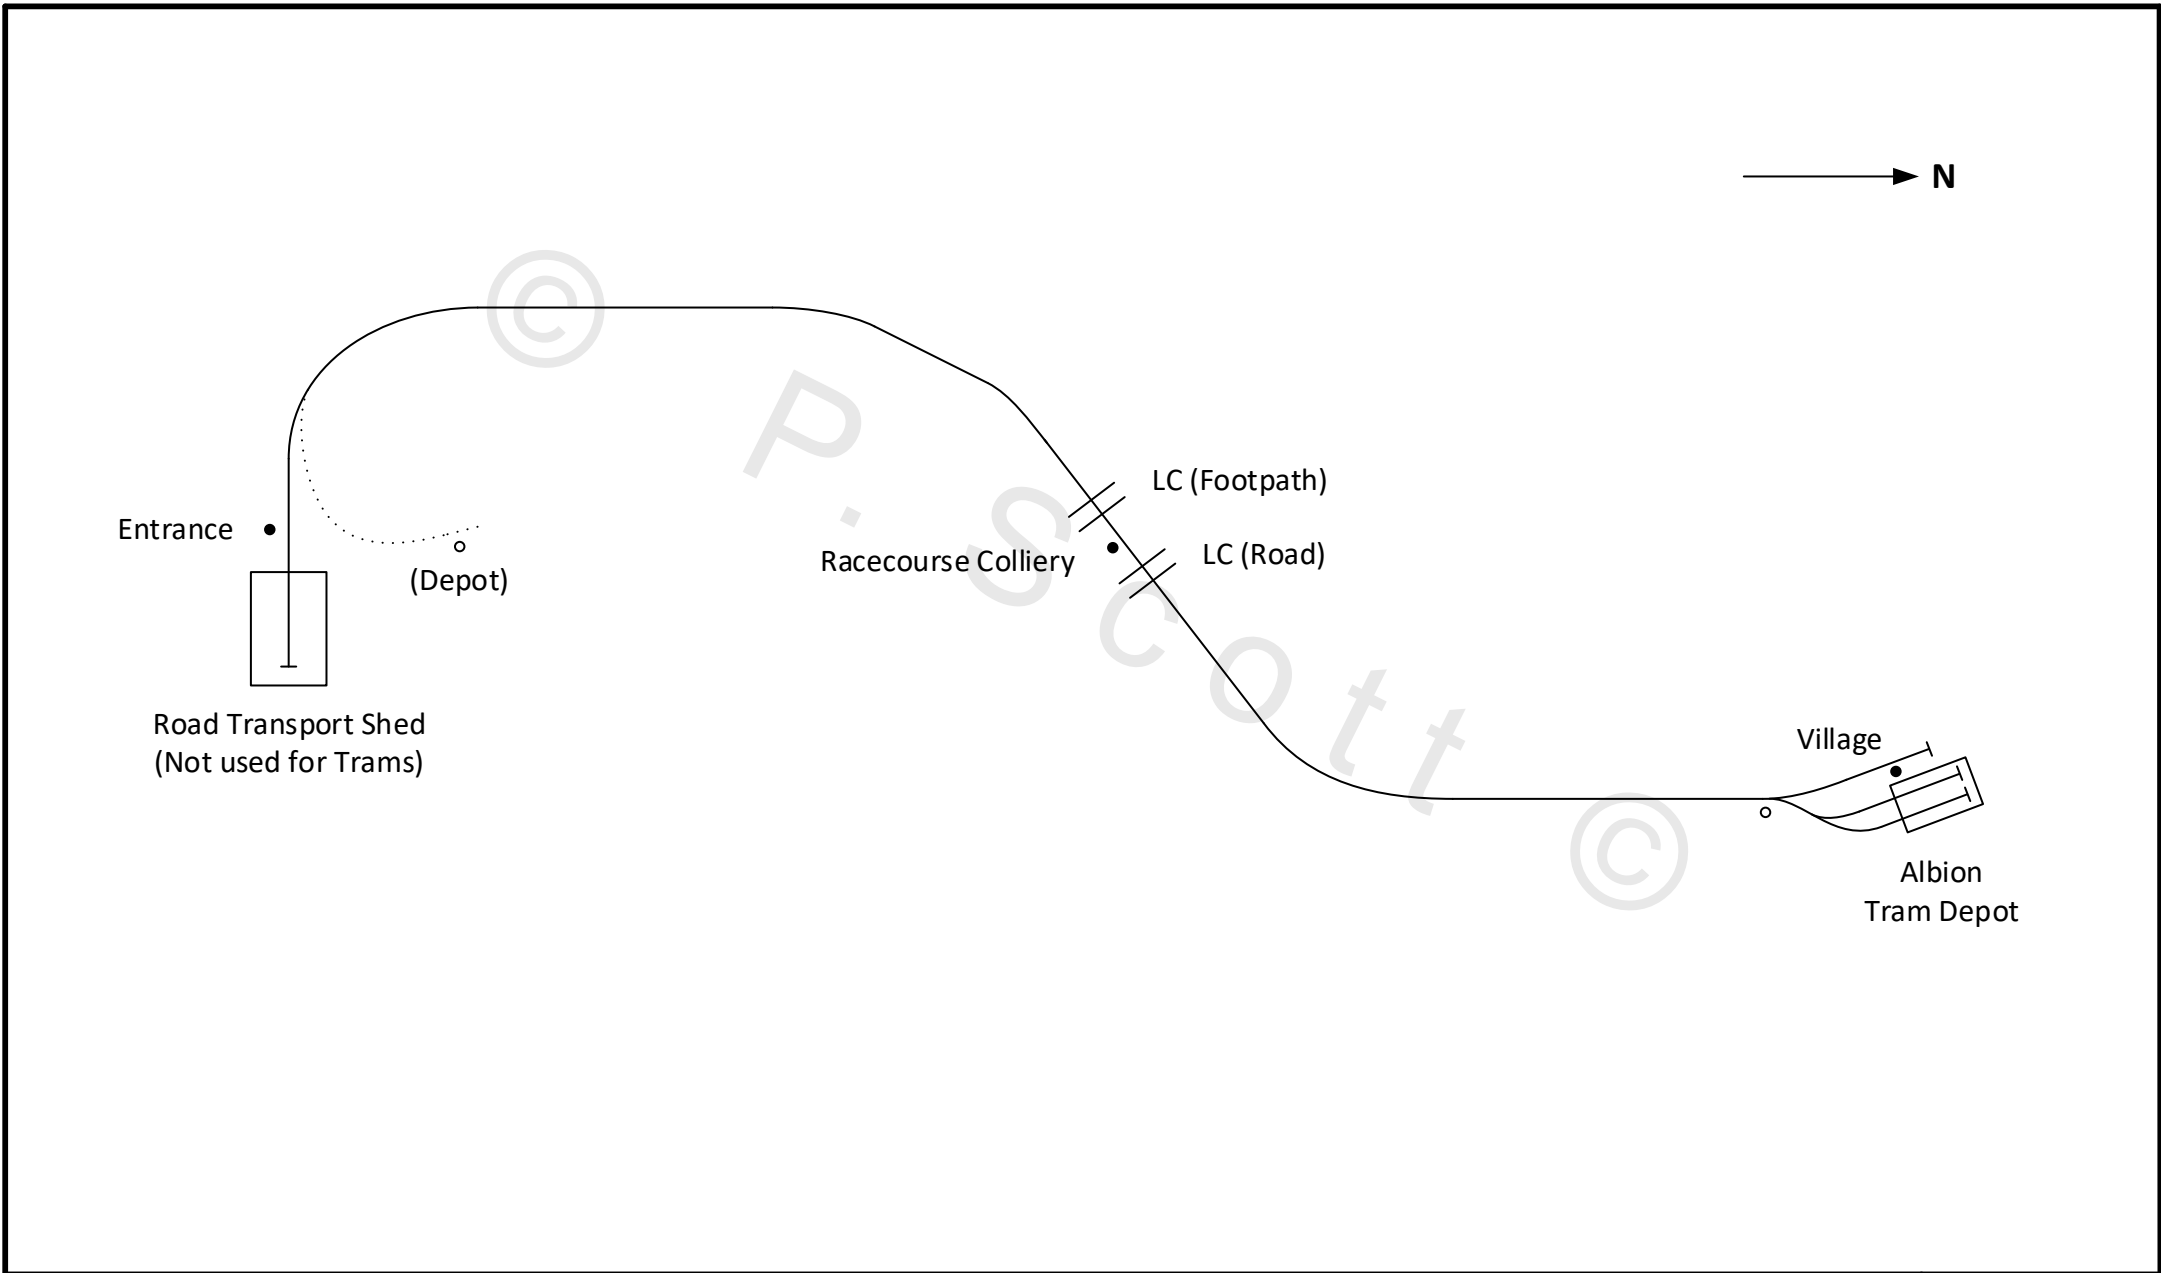 N
LC (Footpath)
Entrance
LC (Road)
Racecourse Colliery
(Depot)
Road Transport Shed
(Not used for Trams)
Village
Albion
Tram Depot
© P. Scott ©